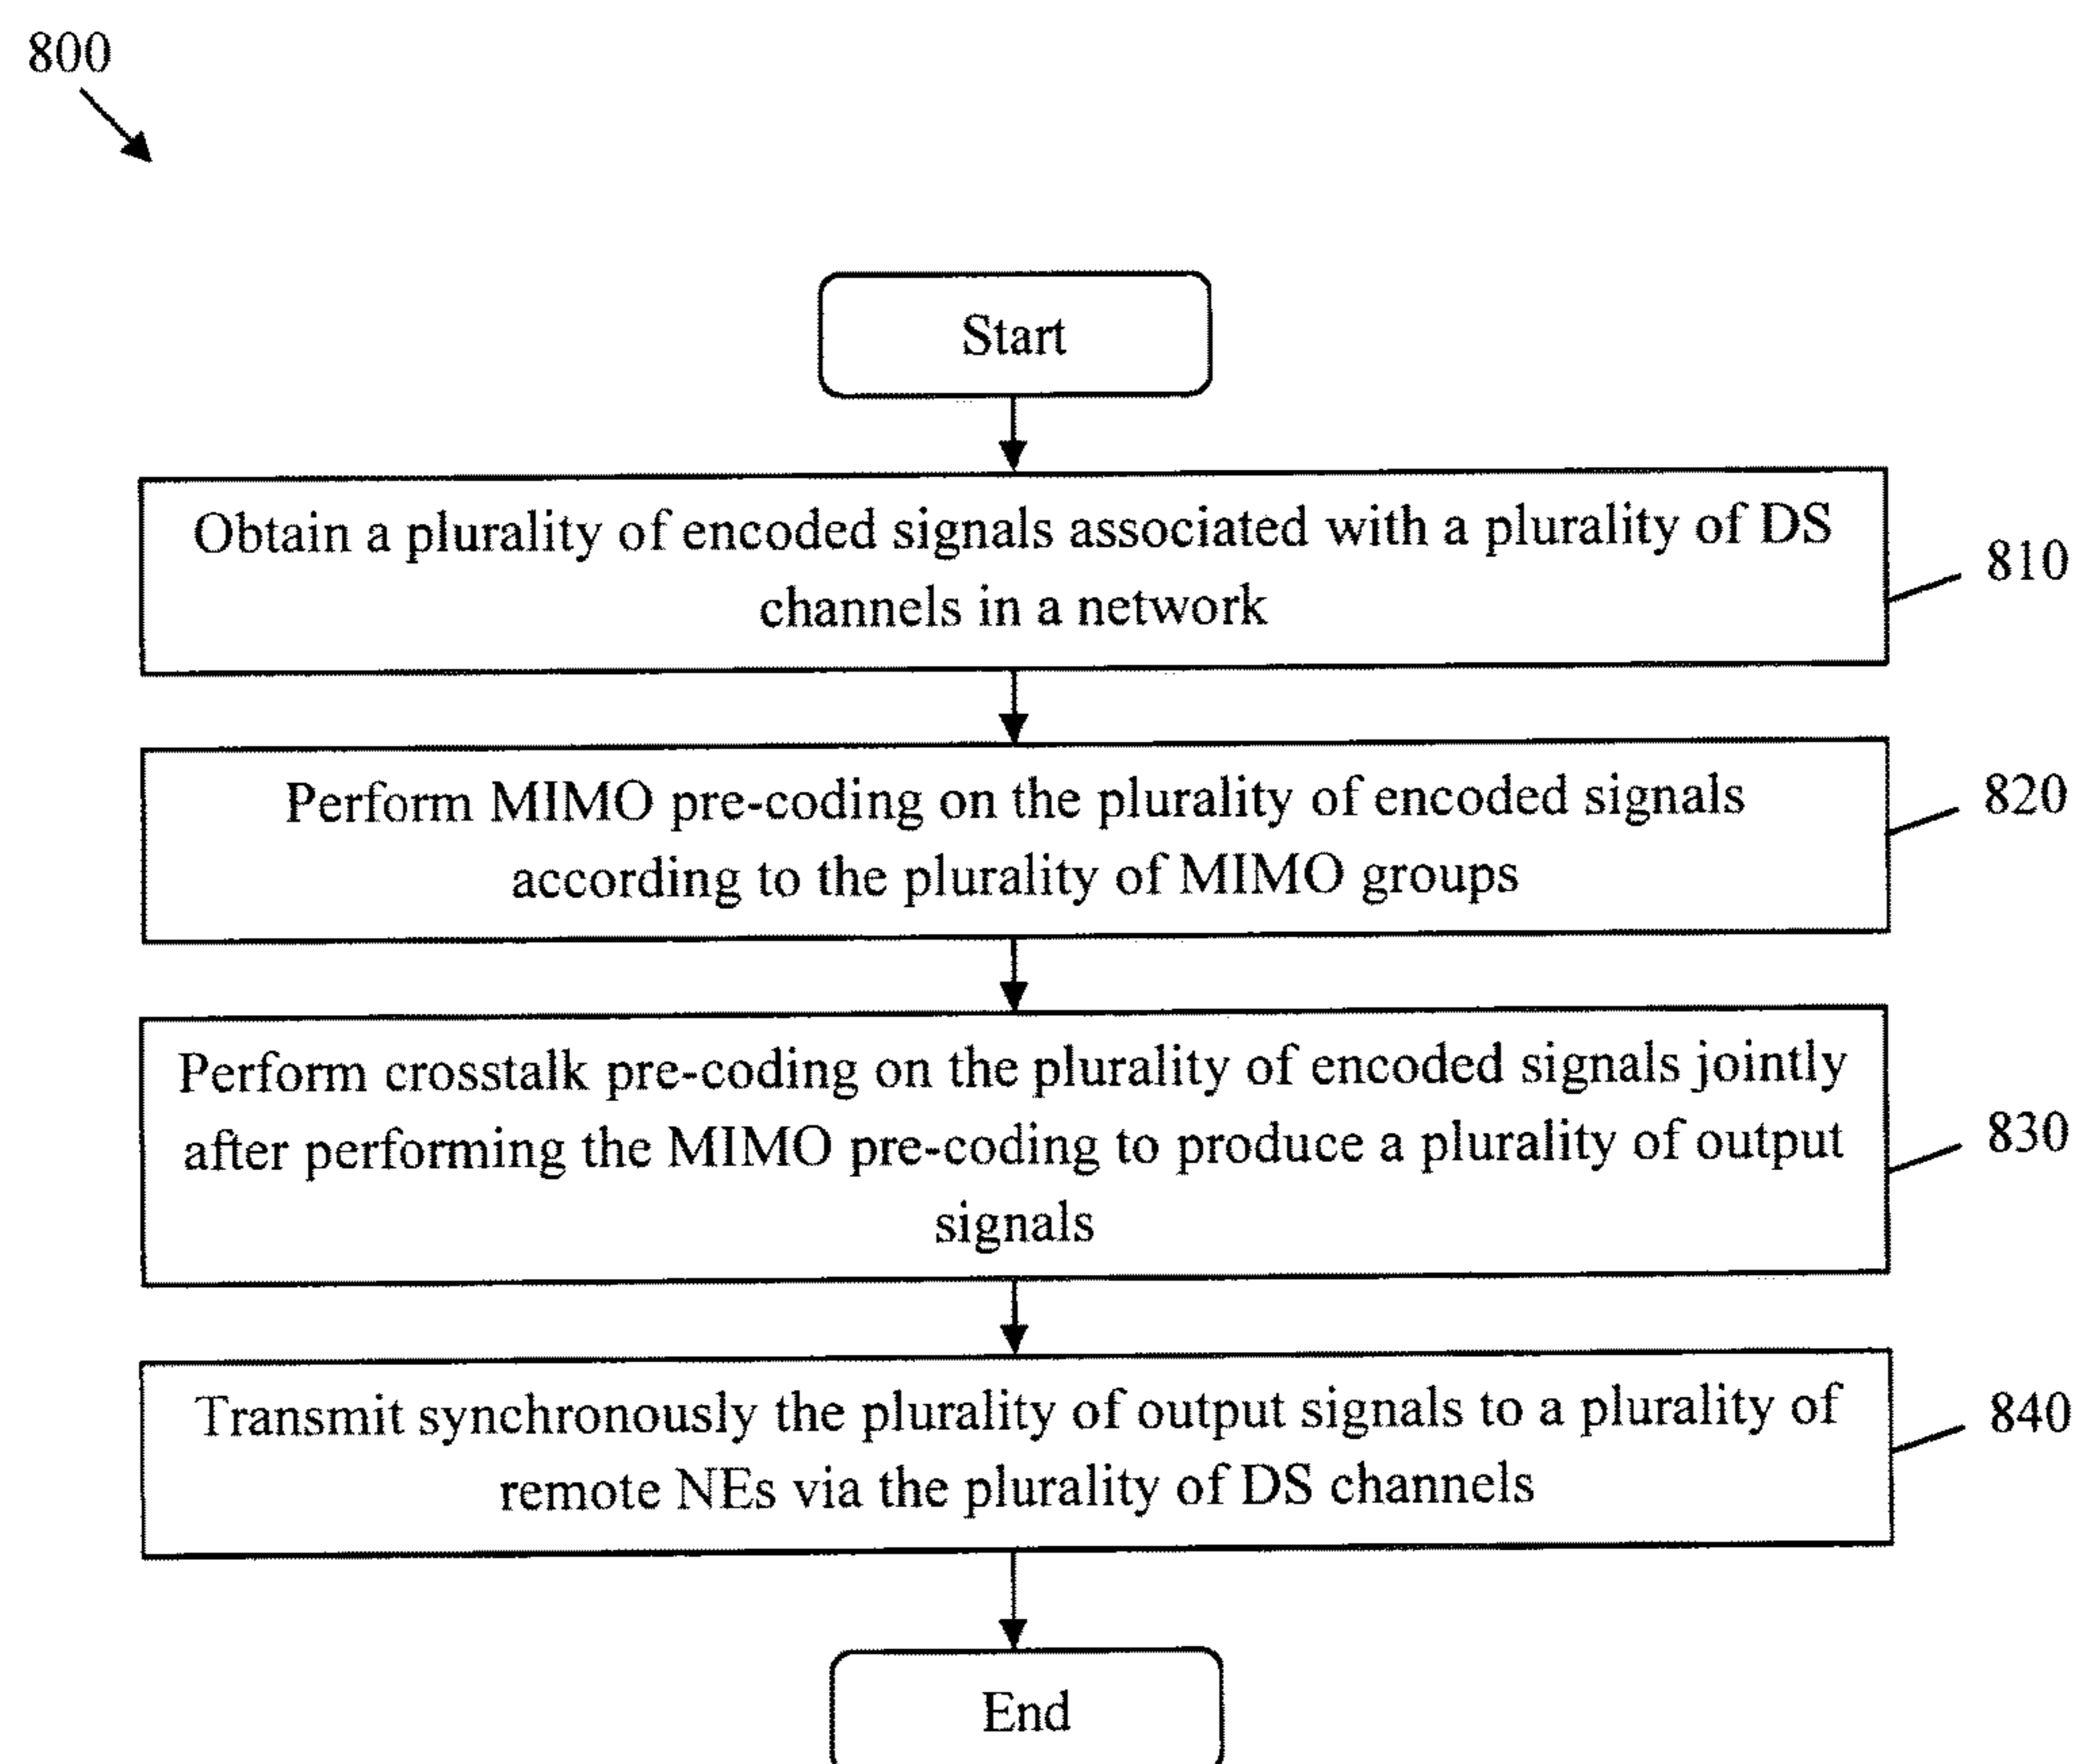 800
Start
Obtain a plurality of encoded signals associated with a plurality of DS
channels in a network
810
Perform MIMO pre-coding on the plurality of encoded signals
according to the plurality of MIMO groups
820
Perform crosstalk pre-coding on the plurality of encoded signals jointly
after performing the MIMO pre-coding to produce a plurality of output
signals
830
Transmit synchronously the plurality of output signals to a plurality of
remote NEs via the plurality of DS channels
840
End